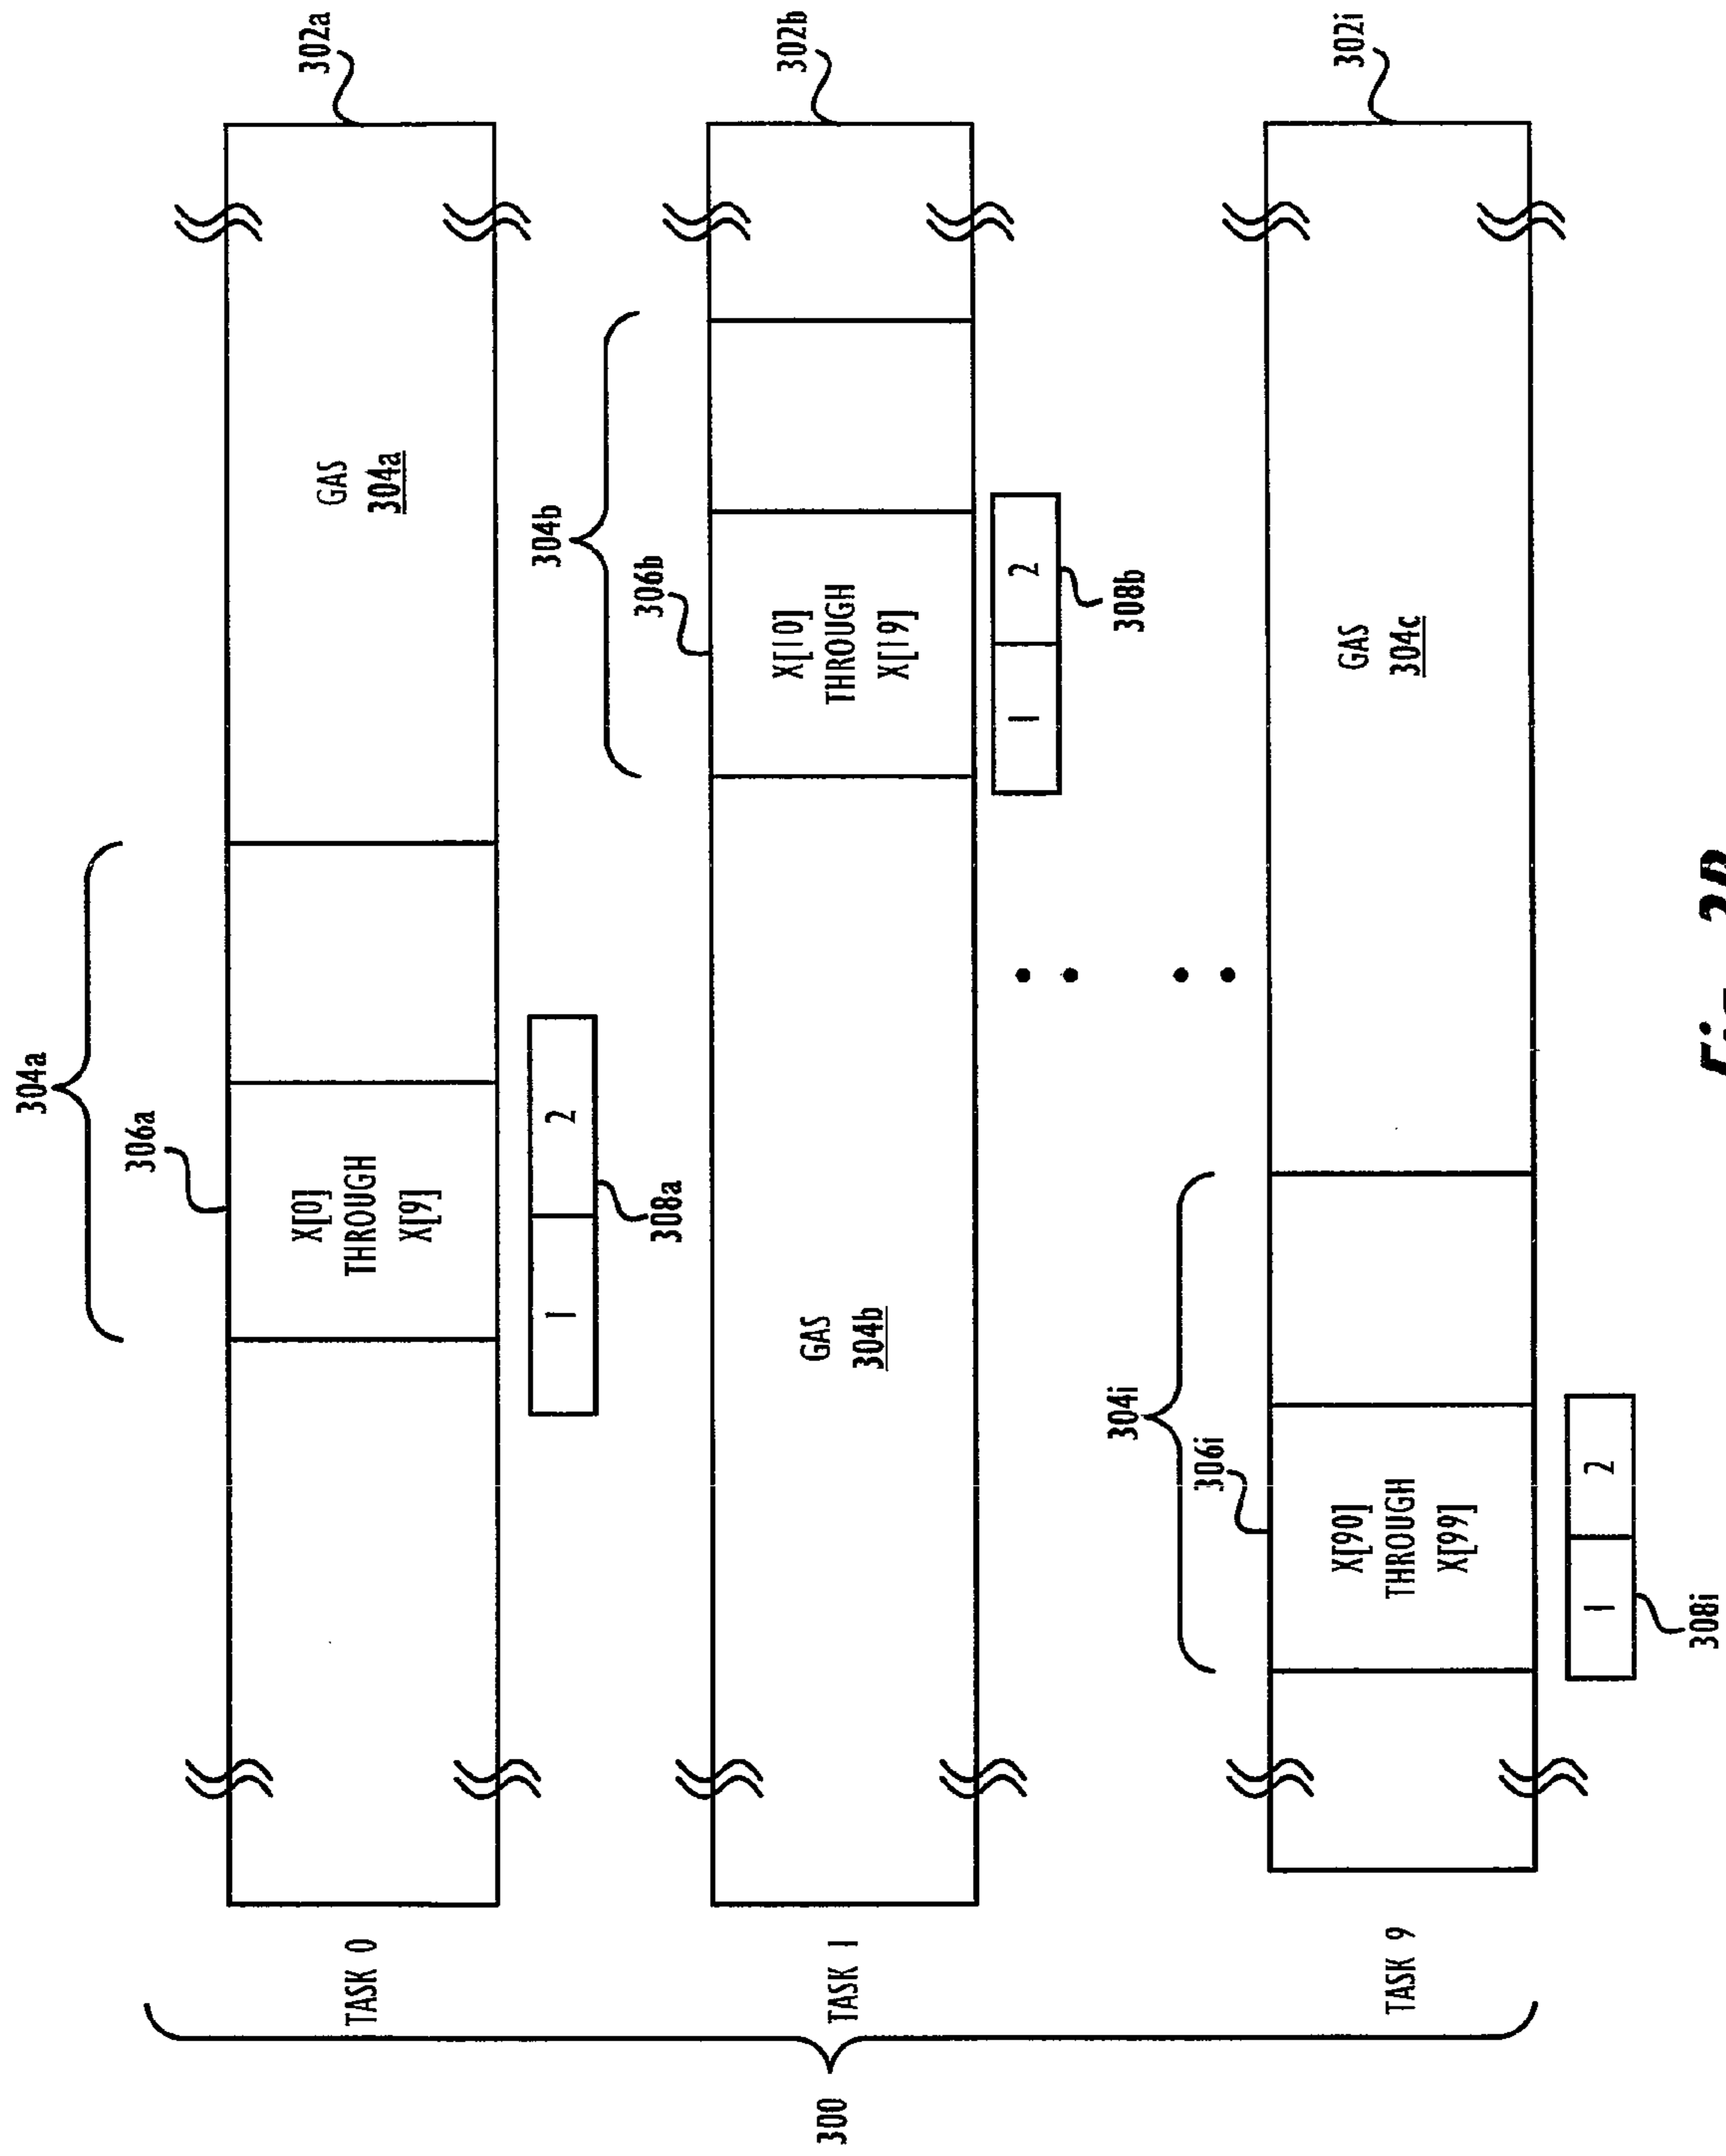 304a
306a
302a
TASK 0
X[0]
THROUGH
X[9]
GAS
304a
1 2
308a
304b
306b
302b
300
TASK 1
GAS
304b
X[10]
THROUGH
X[19]
1 2
308b
304i
306i
302i
TASK 9
X[90]
THROUGH
X[99]
GAS
304c
1 2
308i